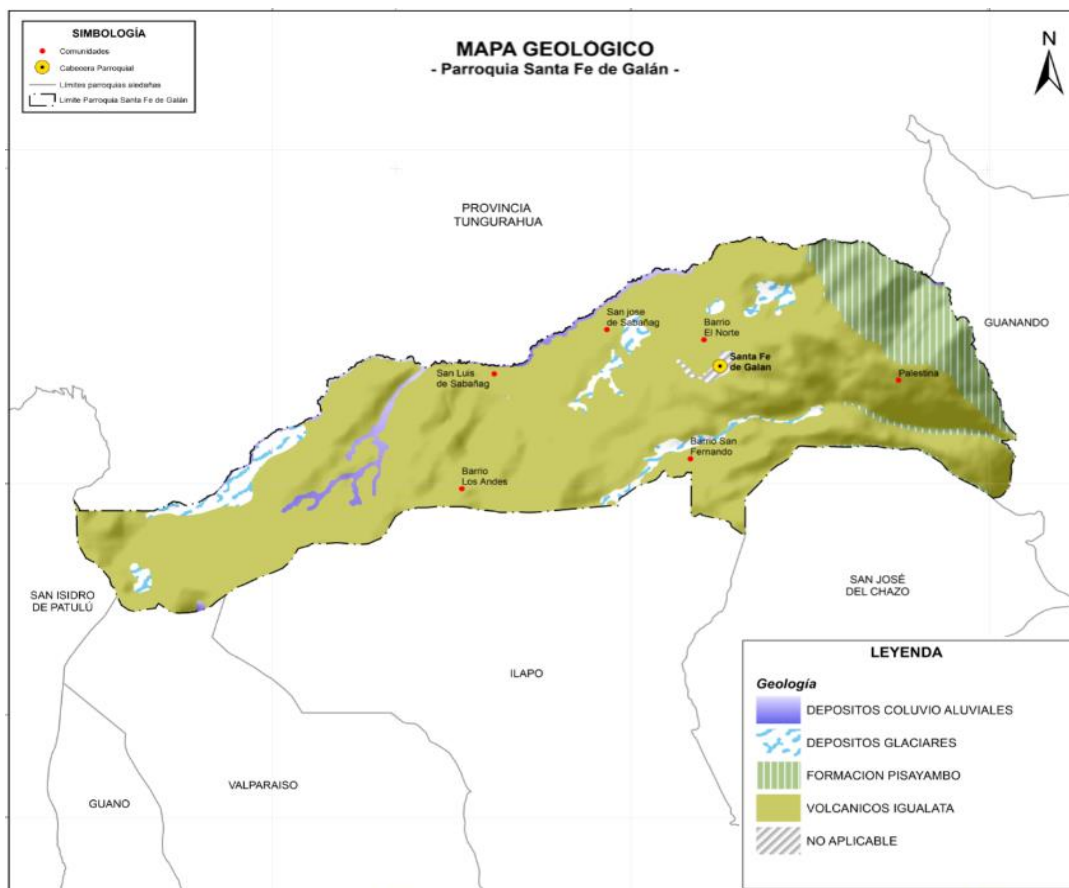 SIMBOLOGÍA
Comunidades
Cabecera Parroquial
Límites parroquias aledañas
Limite Parroquia Santa Fe de Galán
MAPA GEOLOGICO
- Parroquia Santa Fe de Galán -
N
PROVINCIA
TUNGURAHUA
GUANANDO
San jose
de Sabañag
Barrio
El Norte
Santa Fe
de Galan
San Luis
de Sabañag
Palestina
Barrio San
Fernando
Barrio
Los Andes
SAN ISIDRO
DE PATULÚ
SAN JOSÉ
DEL CHAZO
ILAPO
VALPARAISO
GUANO
LEYENDA
Geología
DEPOSITOS COLUVIO ALUVIALES
DEPOSITOS GLACIARES
FORMACION PISAYAMBO
VOLCANICOS IGUALATA
NO APLICABLE